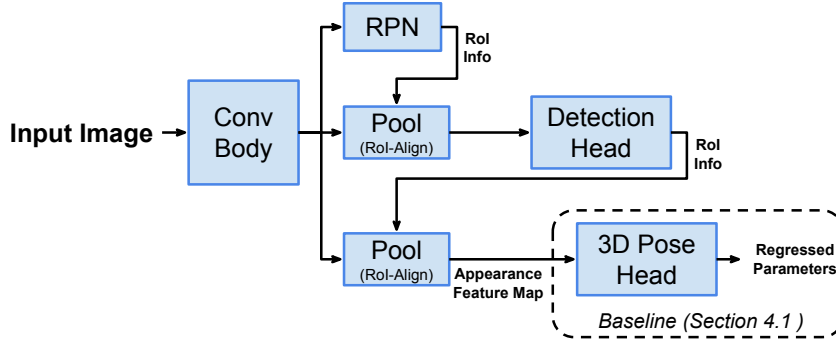 RPN
RoI
Info
Input Image
Conv
Body
Pool
(RoI-Align)
Detection
Head
RoI
Info
Pool
(RoI-Align)
Appearance
Feature Map
3D Pose
Head
Regressed
Parameters
Baseline (Section 4.1 )